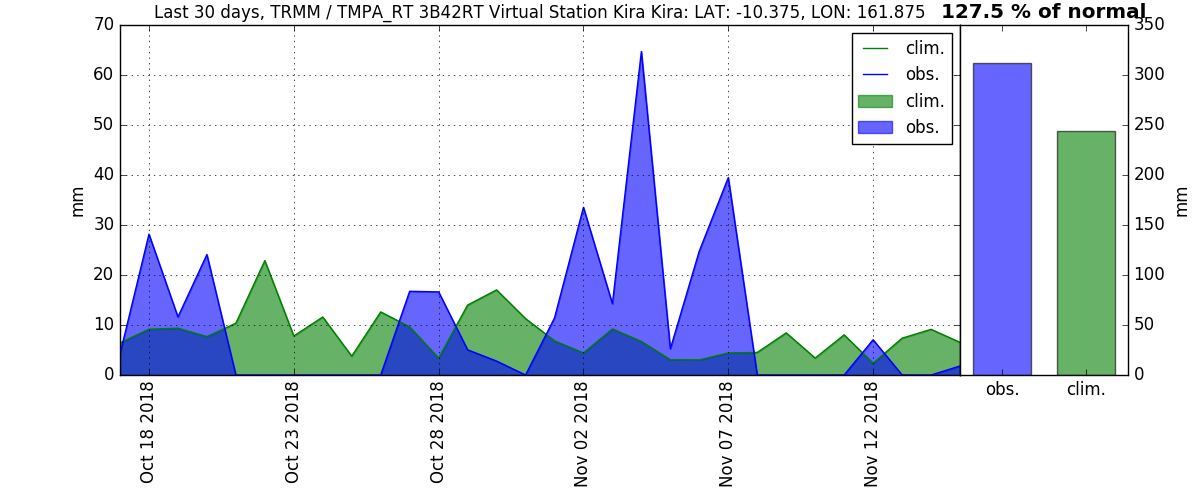 Last 30 days, TRMM / TMPA_RT 3B42RT Virtual Station Kira Kira: LAT: -10.375, LON: 161.875 127.5 % of normal
70
60
50
40
30
20
10
0
mm
clim.
obs.
clim.
obs.
Oct 18 2018
Oct 23 2018
Oct 28 2018
Nov 02 2018
Nov 07 2018
Nov 12 2018
350
300
250
200
150
100
50
0
mm
obs. clim.